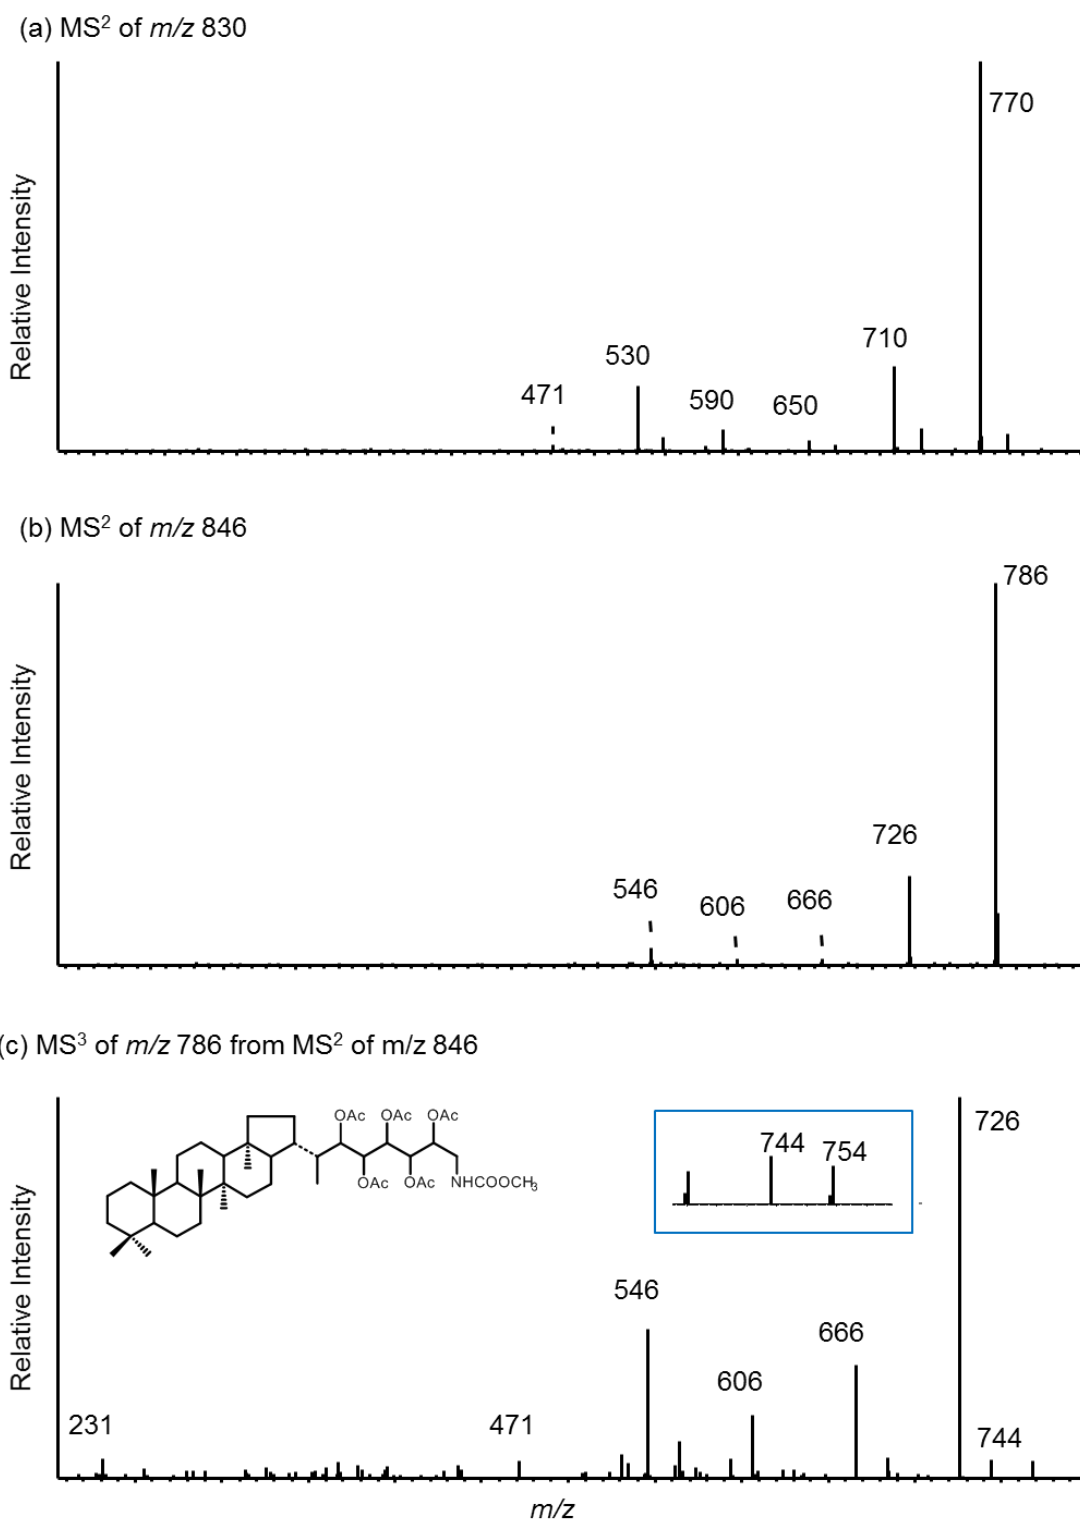 (a) MS² of m/z 830
Relative Intensity
770
710
530
471
590
650
(b) MS² of m/z 846
Relative Intensity
786
726
546
606
666
(c) MS³ of m/z 786 from MS² of m/z 846
Relative Intensity
OAc OAc OAc
OAc OAc NHCOOCH₃
744 754
726
546
666
606
231
471
744
m/z